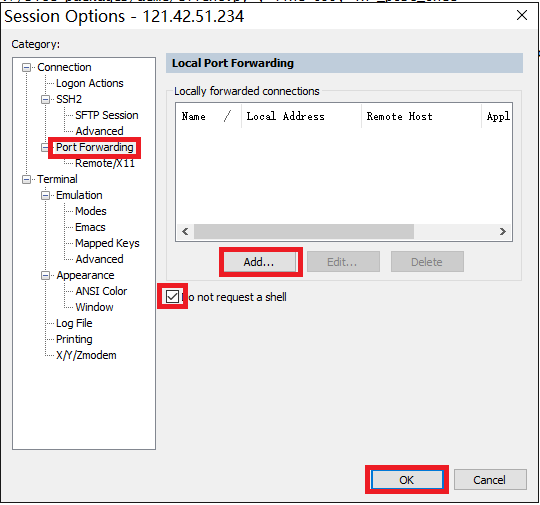 Session Options - 121.42.51.234
Category:
Connection
Logon Actions
SSH2
SFTP Session
Advanced
Port Forwarding
Remote/X11
Terminal
Emulation
Modes
Emacs
Mapped Keys
Advanced
Appearance
ANSI Color
Window
Log File
Printing
X/Y/Zmodem
Local Port Forwarding
Locally forwarded connections
Name / Local Address Remote Host Appl
Add... Edit... Delete
Do not request a shell
OK Cancel